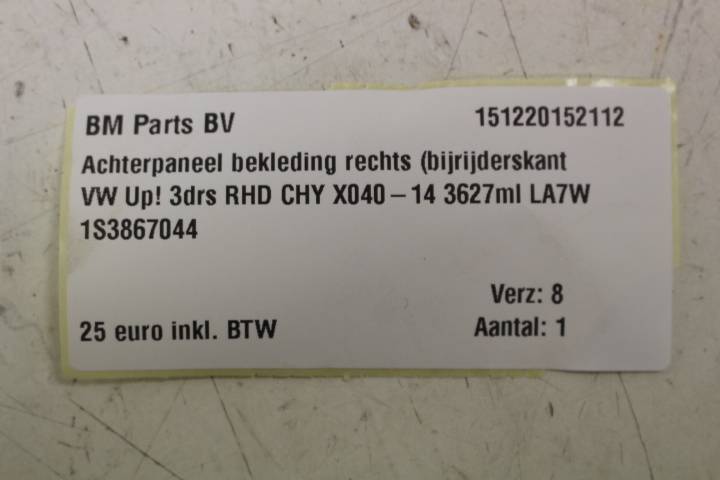 BM Parts BV 151220152112
Achterpaneel bekleding rechts (bijrijderskant
VW Up! 3drs RHD CHY X040 – 14 3627ml LA7W
1S3867044
Verz: 8
25 euro inkl. BTW Aantal: 1